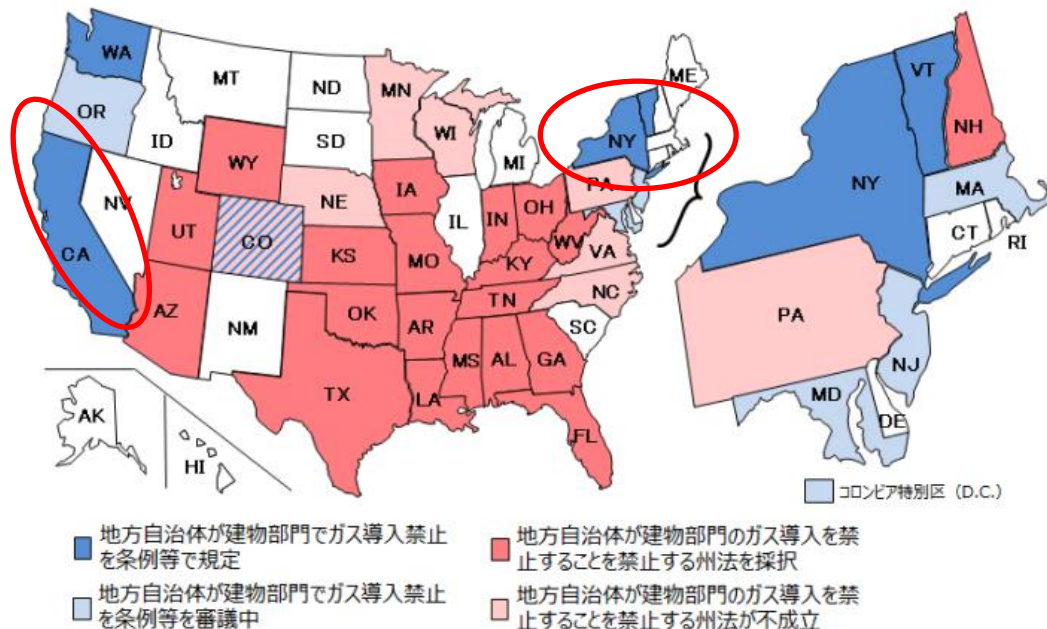 WA
MT
ND
MN
ME
OR
ID
SD
WI
MI
NY
WY
NV
NE
IA
IL
IN
OH
PA
CA
UT
CO
KS
MO
WV
VA
KY
AZ
NM
OK
AR
TN
NC
SC
MS
AL
GA
TX
LA
FL
AK
HI
VT
NH
NY
MA
CT
RI
PA
NJ
MD
DE
コロンビア特別区（D.C.）
地方自治体が建物部門でガス導入禁止
を条例等で規定
地方自治体が建物部門のガス導入を禁
止することを禁止する州法を採択
地方自治体が建物部門でガス導入禁止
を条例等を審議中
地方自治体が建物部門のガス導入を禁
止することを禁止する州法が不成立